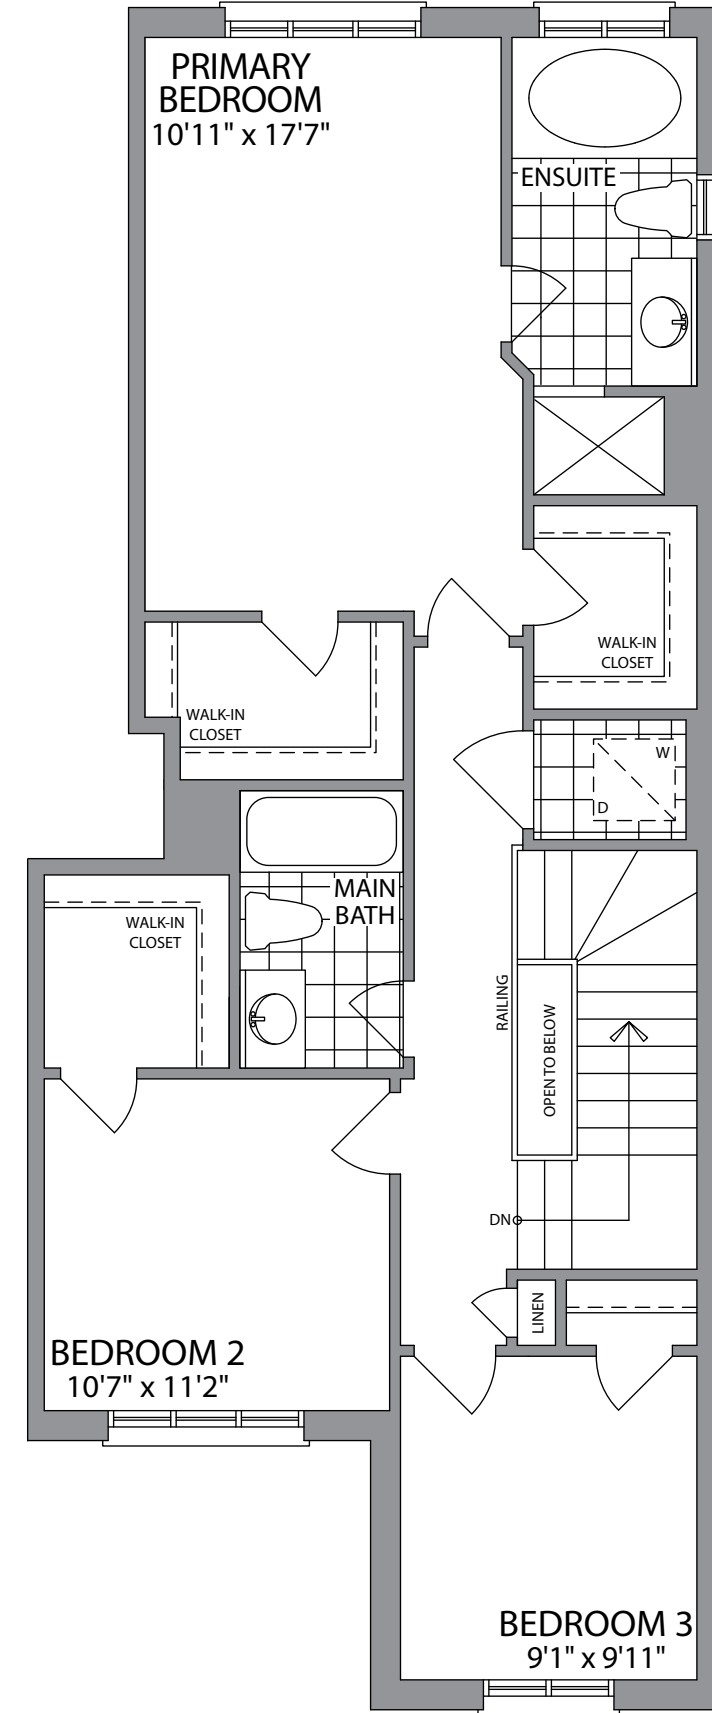 PRIMARY
BEDROOM
10'11" x 17'7"
ENSUITE
WALK-IN
CLOSET
WALK-IN
CLOSET
W
D
MAIN
BATH
WALK-IN
CLOSET
RAILING
OPEN TO BELOW
DN
LINEN
BEDROOM 2
10'7" x 11'2"
BEDROOM 3
9'1" x 9'11"